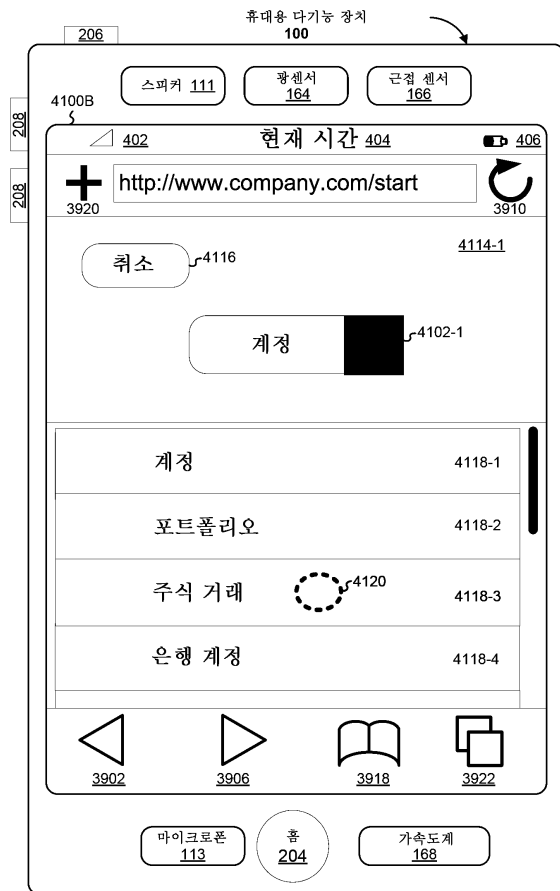 휴대용 다기능 장치
100
206
스피커 111
광센서
164
근접 센서
166
4100B
208
208
402
현재 시간 404
406
http://www.company.com/start
3920
3910
4114-1
취소
4116
계정
4102-1
계정
4118-1
포트폴리오
4118-2
주식 거래
4120
4118-3
은행 계정
4118-4
3902
3906
3918
3922
마이크로폰
113
홈
204
가속도계
168